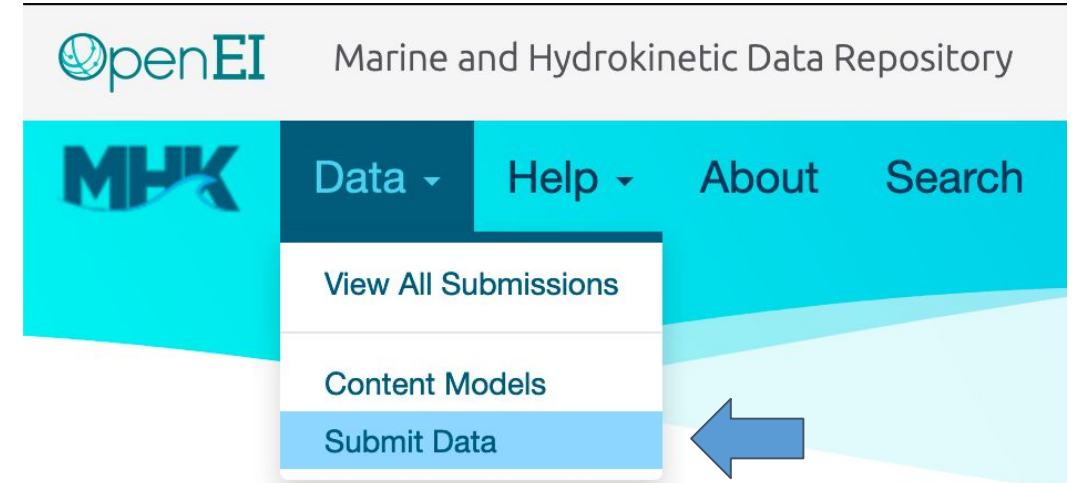 OpenEI Marine and Hydrokinetic Data Repository
MHK Data Help About Search
View All Submissions
Content Models
Submit Data